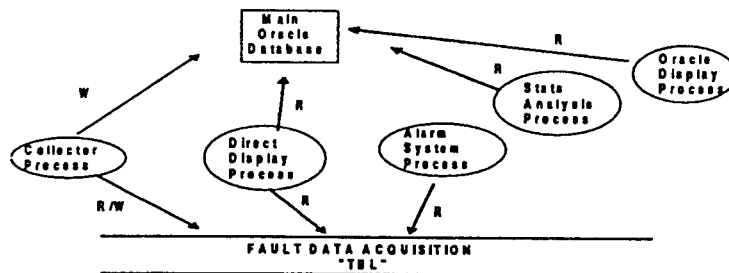 Main
Oracle
Database
R
Oracle
Display
Process
R
Stats
Analysis
Process
W
R
Collector
Process
Direct
Display
Process
Alarm
System
Process
R/W
R
R
FAULT DATA ACQUISITION
"TBL"